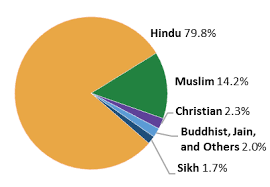 Hindu 79.8%
Muslim 14.2%
Christian 2.3%
Buddhist, Jain,
and Others 2.0%
Sikh 1.7%